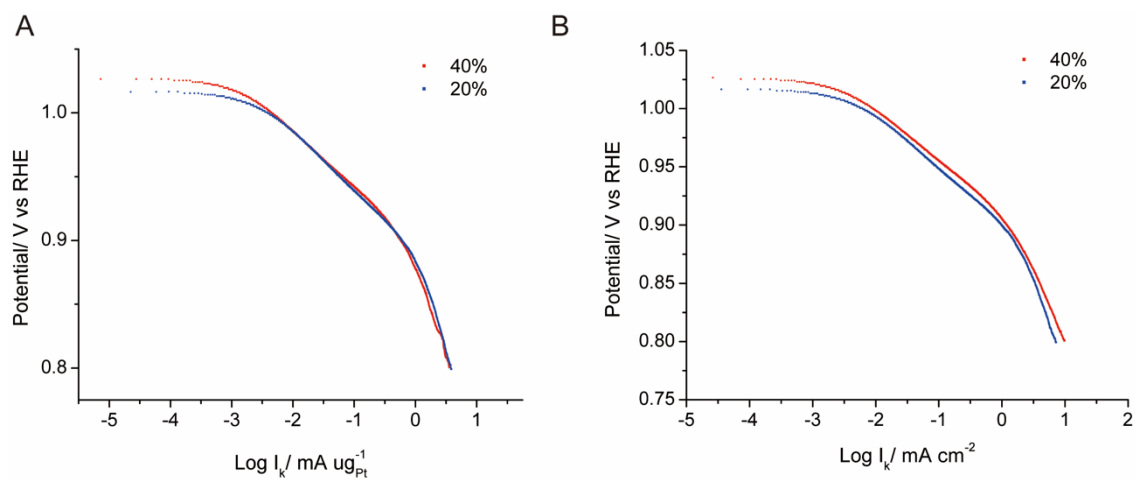 A
40%
20%
1.0
0.9
0.8
Potential/ V vs RHE
-5 -4 -3 -2 -1 0 1
Log Iₖ/ mA ug⁻¹Pt
B
40%
20%
1.05
1.00
0.95
0.90
0.85
0.80
0.75
Potential/ V vs RHE
-5 -4 -3 -2 -1 0 1 2
Log Iₖ/ mA cm⁻²